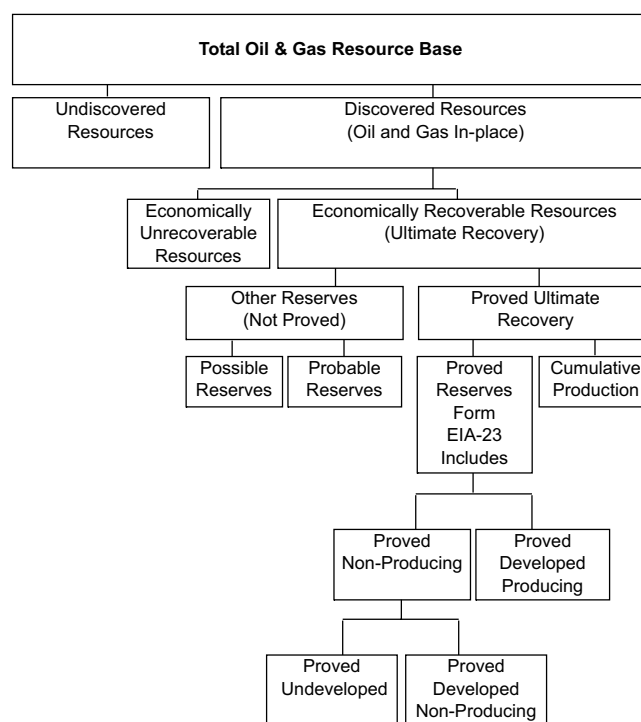 Total Oil & Gas Resource Base
Undiscovered
Resources
Discovered Resources
(Oil and Gas In-place)
Economically
Unrecoverable
Resources
Economically Recoverable Resources
(Ultimate Recovery)
Other Reserves
(Not Proved)
Proved Ultimate
Recovery
Possible
Reserves
Probable
Reserves
Proved
Reserves
Form
EIA-23
Includes
Cumulative
Production
Proved
Non-Producing
Proved
Developed
Producing
Proved
Undeveloped
Proved
Developed
Non-Producing